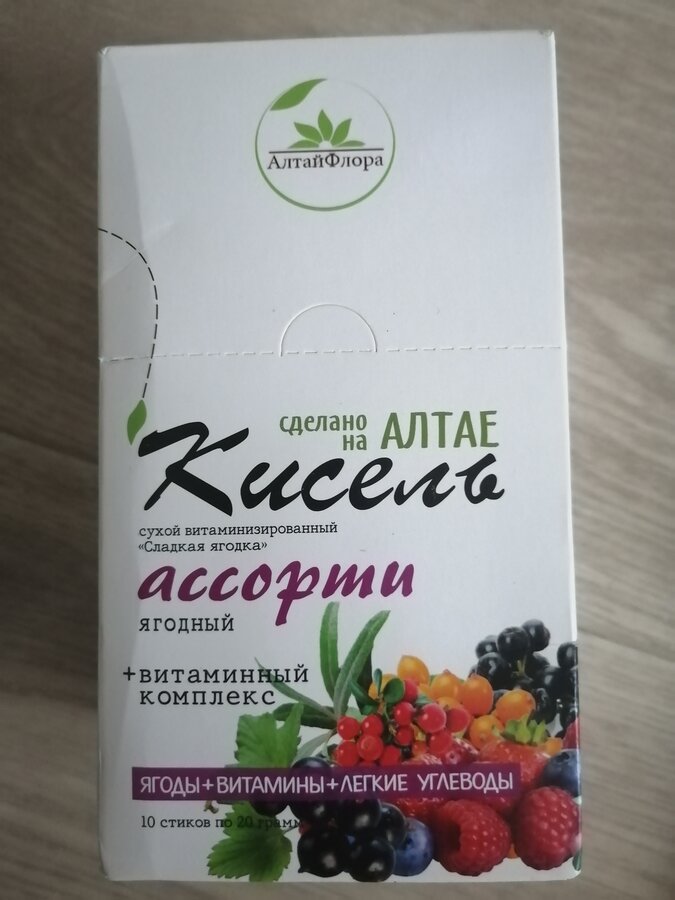 АлтайФлора
сделано
на АЛТАЕ
Кисель
сухой витаминизированный
«Сладкая ягодка»
ассорти
ягодный
+витаминный
комплекс
ЯГОДЫ+ВИТАМИНЫ+ЛЕГКИЕ УГЛЕВОДЫ
10 стиков по 20 грамм